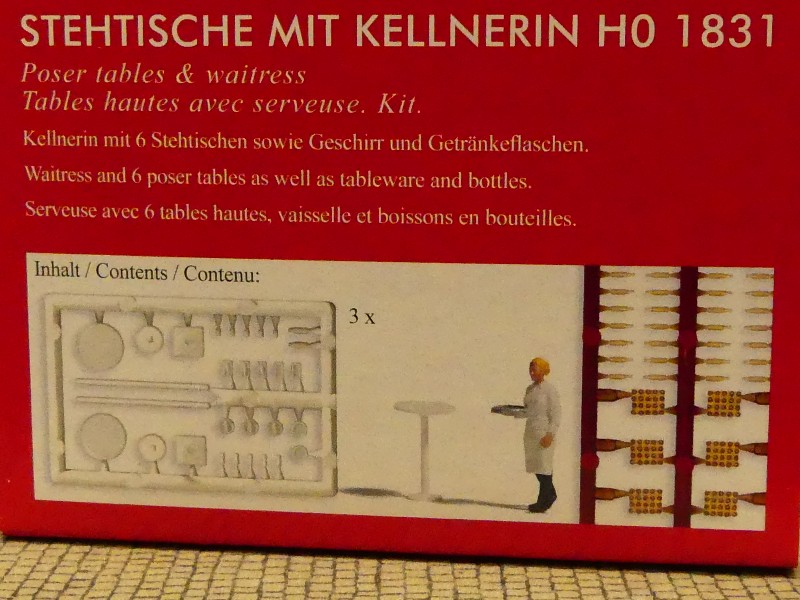 STEHTISCHE MIT KELLNERIN H0 1831
Poser tables & waitress
Tables hautes avec serveuse. Kit.
Kellnerin mit 6 Stehtischen sowie Geschirr und Getränkeflaschen.
Waitress and 6 poser tables as well as tableware and bottles.
Serveuse avec 6 tables hautes, vaisselle et boissons en bouteilles.
Inhalt / Contents / Contenu:
3 x